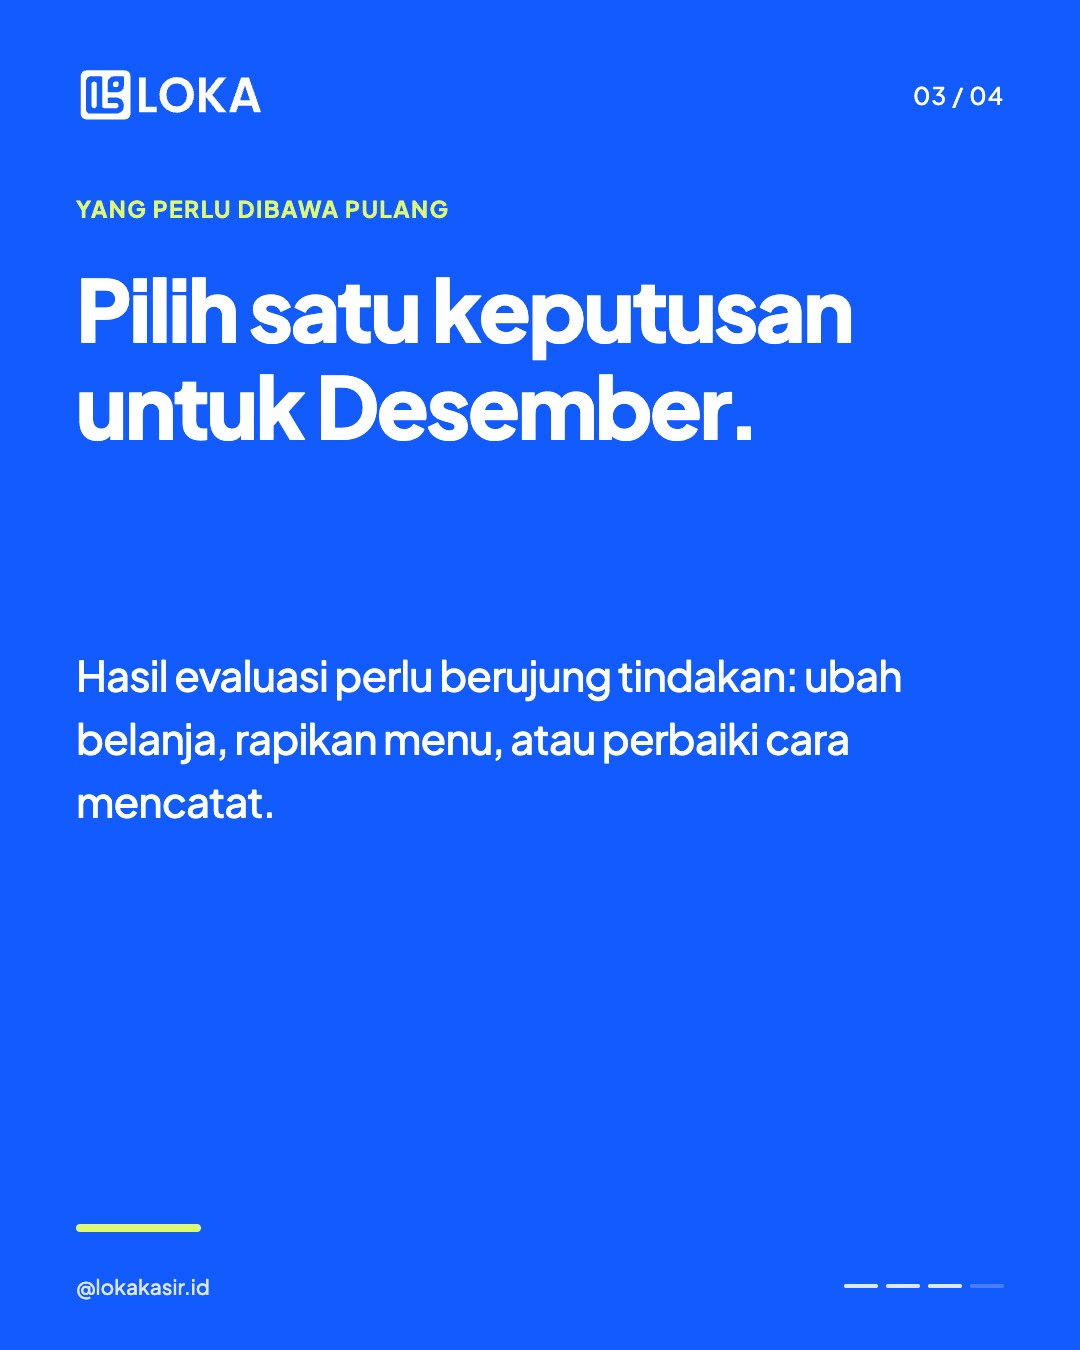 LOKA
03 / 04
YANG PERLU DIBAWA PULANG
Pilih satu keputusan
untuk Desember.
Hasil evaluasi perlu berujung tindakan: ubah
belanja, rapikan menu, atau perbaiki cara
mencatat.
@lokakasir.id